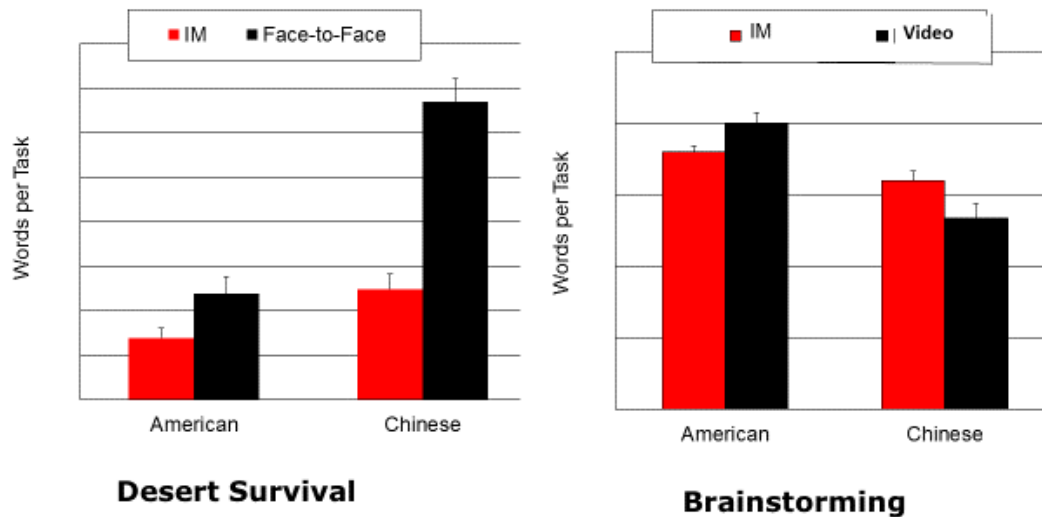 IM Face-to-Face
Words per Task
American Chinese
Desert Survival
IM Video
Words per Task
American Chinese
Brainstorming